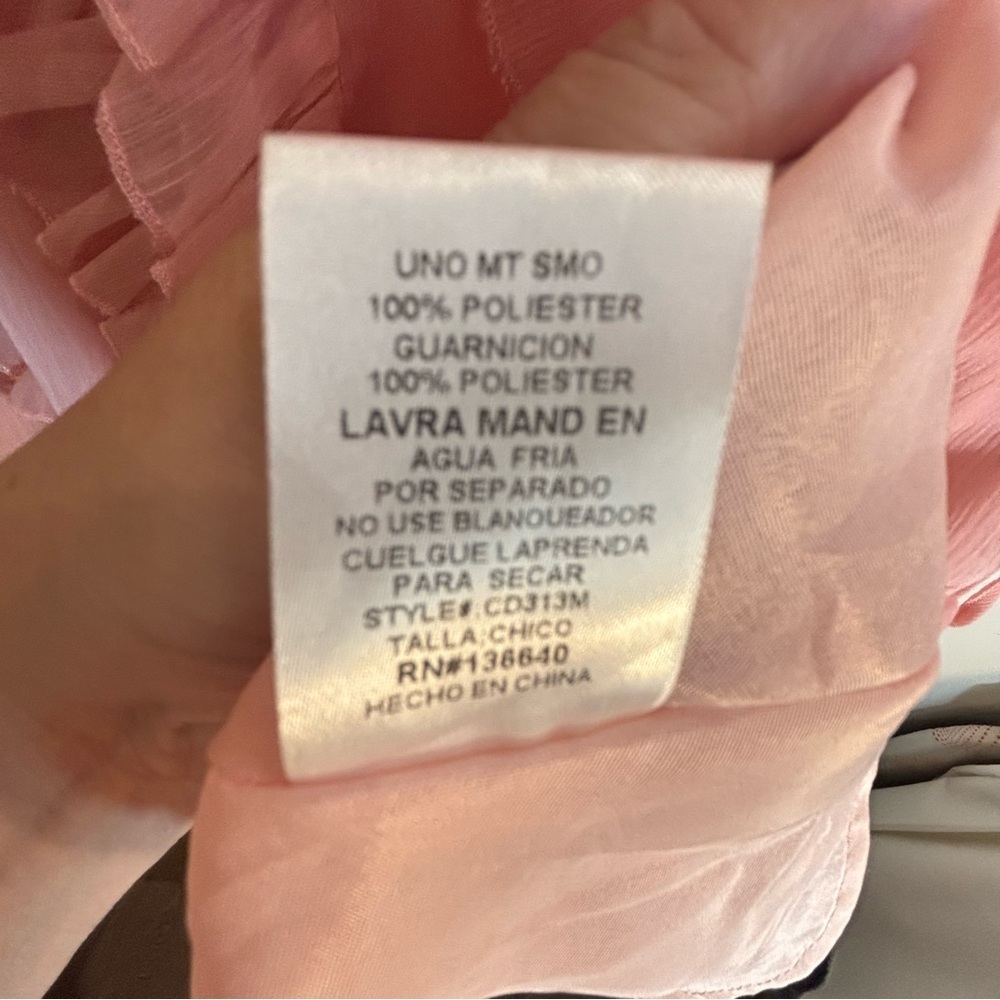 UNO MT SMO
100% POLIESTER
GUARNICION
100% POLIESTER
LAVRA MAND EN
AGUA FRIA
POR SEPARADO
NO USE BLANQUEADOR
CUELGUE LAPRENDA
PARA SECAR
STYLE#:CD313M
TALLA:CHICO
RN#136640
HECHO EN CHINA